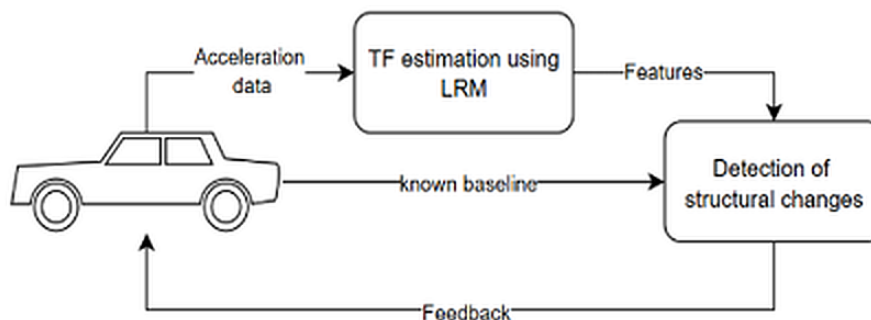 Acceleration
data
TF estimation using
LRM
Features
known baseline
Detection of
structural changes
Feedback